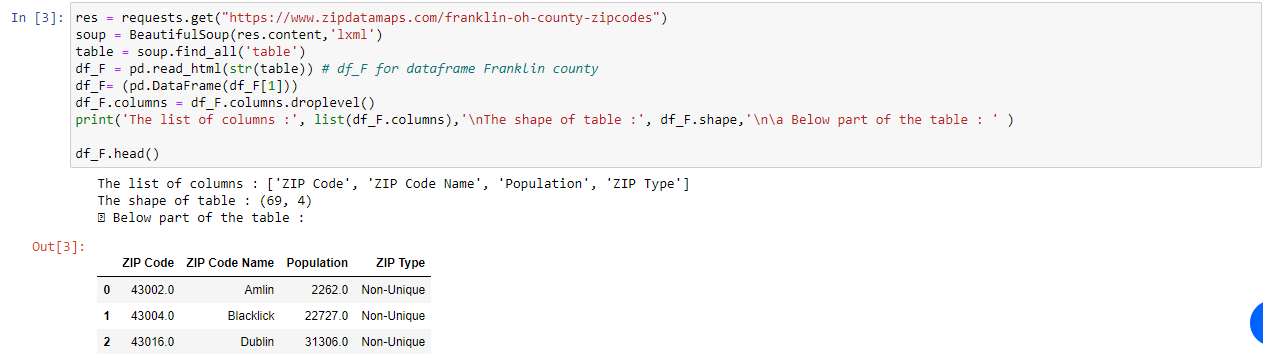 In [3]: res = requests.get("https://www.zipdatamaps.com/franklin-oh-county-zipcodes")
soup = BeautifulSoup(res.content,'lxml')
table = soup.find_all('table')
df_F = pd.read_html(str(table)) # df_F for dataframe Franklin county
df_F= (pd.DataFrame(df_F[1]))
df_F.columns = df_F.columns.droplevel()
print('The list of columns :', list(df_F.columns),'\nThe shape of table :', df_F.shape,'\n\a Below part of the table : ' )
df_F.head()
The list of columns : ['ZIP Code', 'ZIP Code Name', 'Population', 'ZIP Type']
The shape of table : (69, 4)
Below part of the table :
Out[3]:
ZIP Code ZIP Code Name Population ZIP Type
0 43002.0 Amlin 2262.0 Non-Unique
1 43004.0 Blacklick 22727.0 Non-Unique
2 43016.0 Dublin 31306.0 Non-Unique